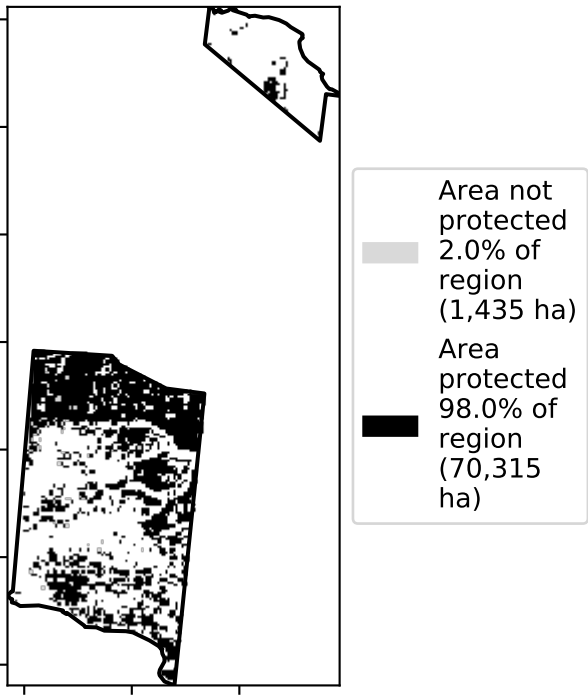 Area not
protected
2.0% of
region
(1,435 ha)
Area
protected
98.0% of
region
(70,315
ha)